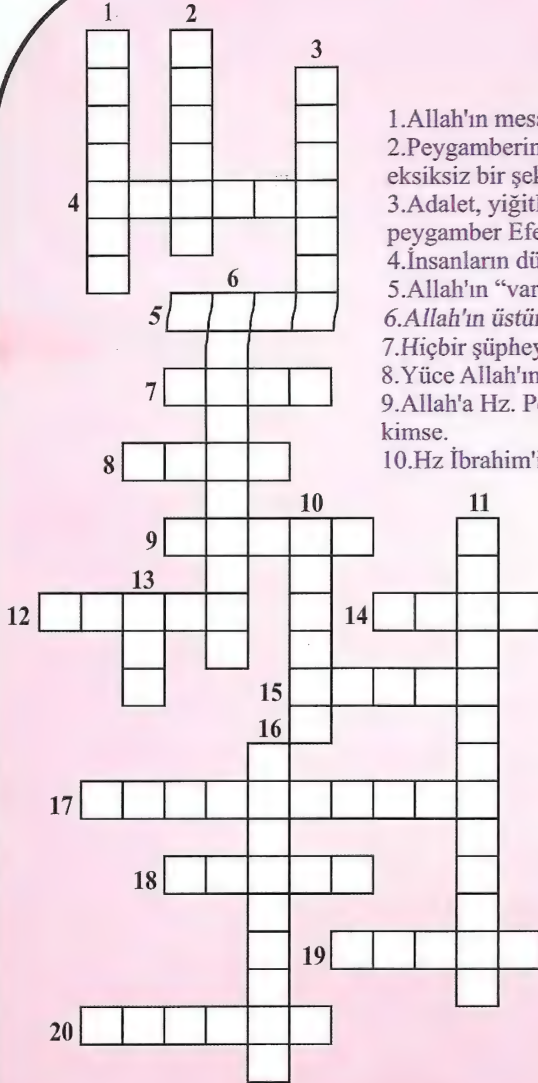 1
2
3
1.Allah'ın mes
2.Peygamberin
eksiksiz bir şek
3.Adalet, yiğitl
peygamber Efe
4
4.İnsanların dü
6
5.Allah'ın “var
5
6.Allah'ın üstün
7.Hiçbir şüphey
7
8.Yüce Allah'ın
9.Allah'a Hz. P
kimse.
8
10.Hz İbrahim'i
10
11
9
13
12
14
15
16
17
18
19
20